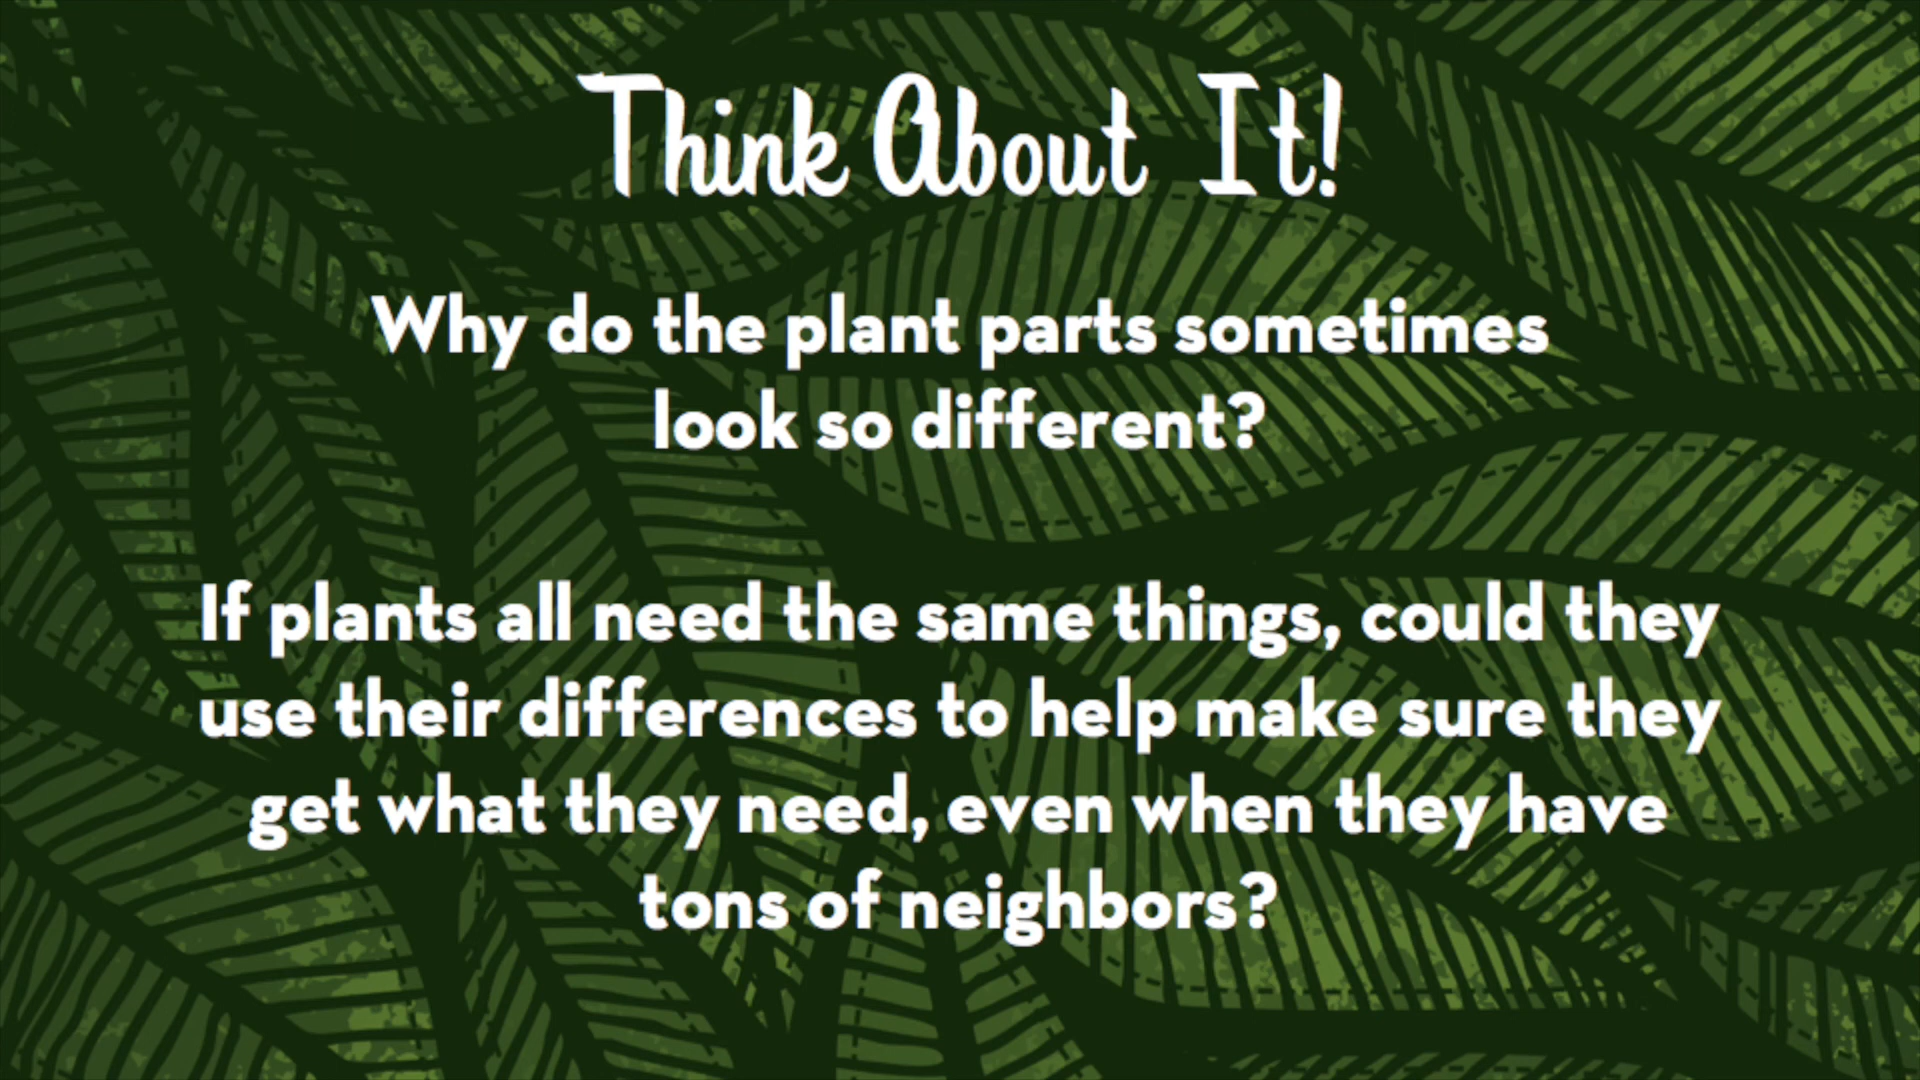 Think About It!
Why do the plant parts sometimes
look so different?
If plants all need the same things, could they
use their differences to help make sure they
get what they need, even when they have
tons of neighbors?